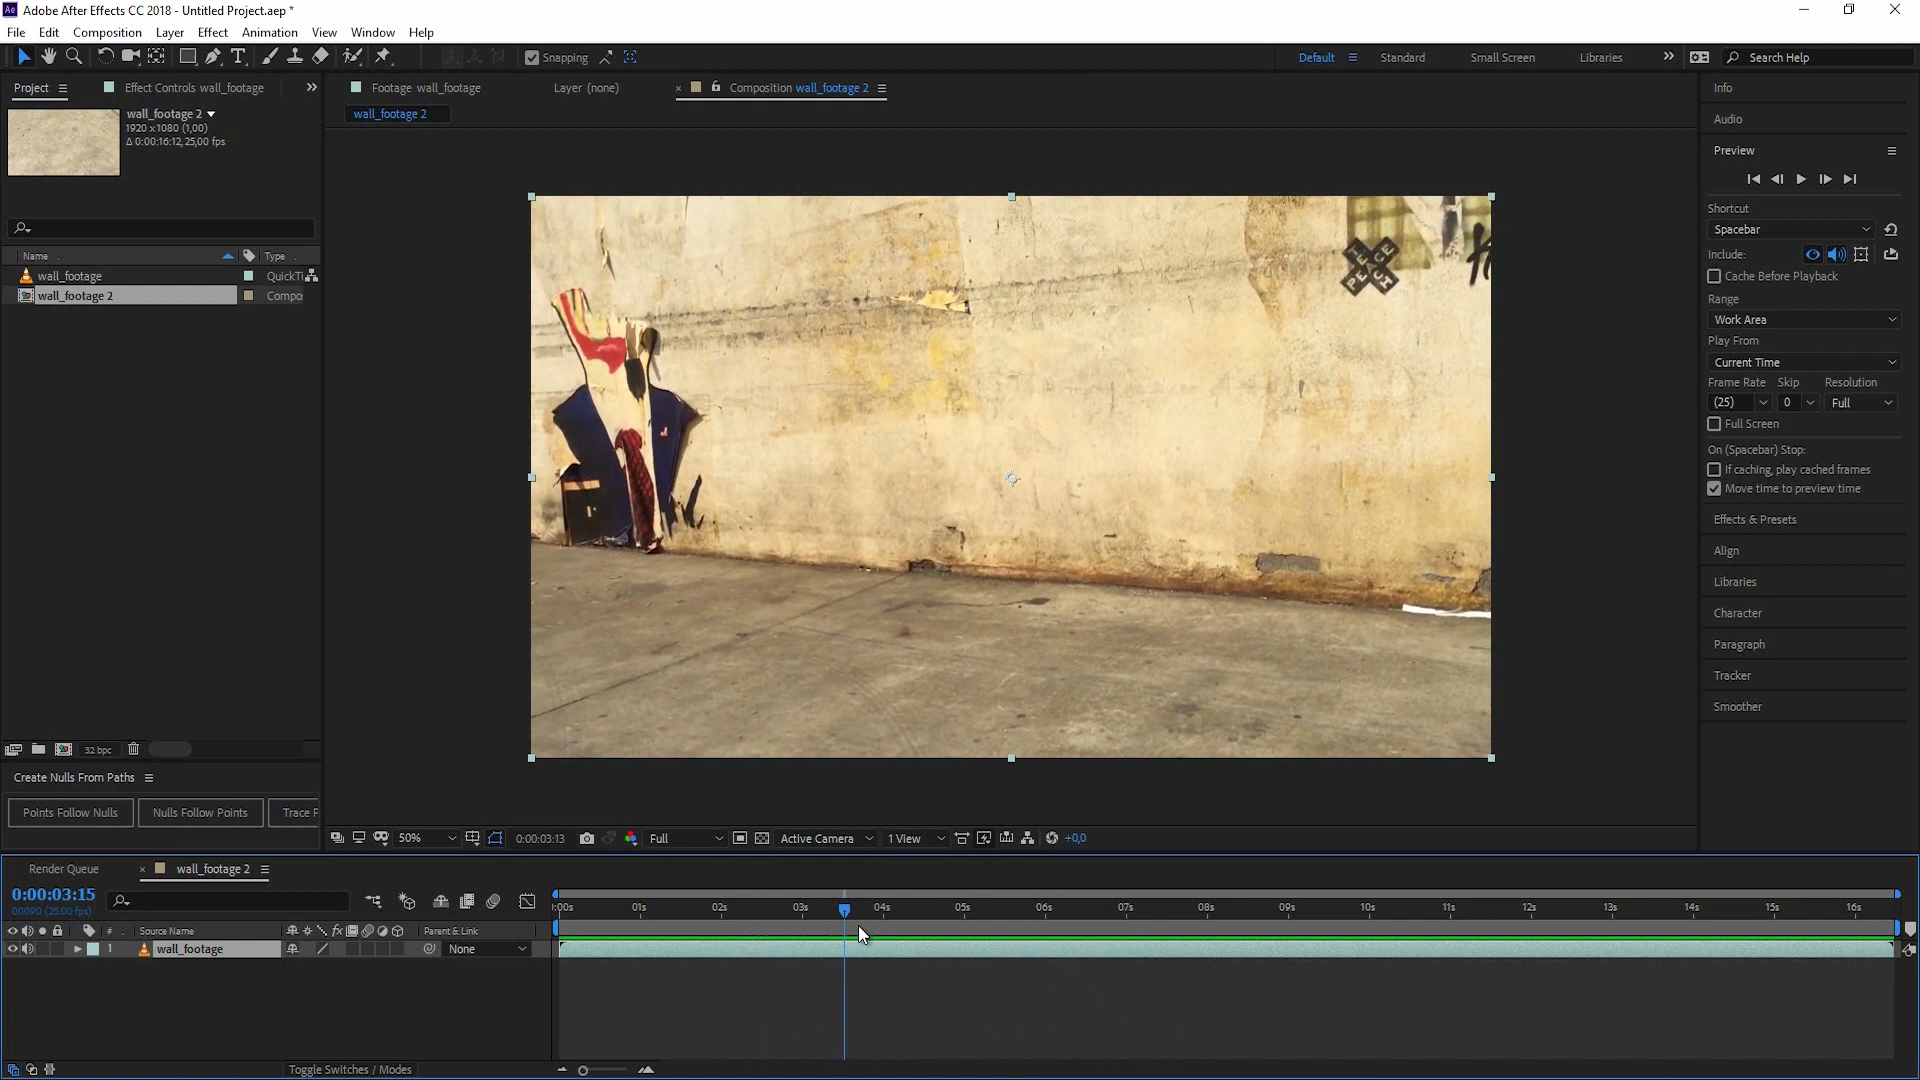 Ae Adobe After Effects CC 2018 - Untitled Project.aep *
File Edit Composition Layer Effect Animation View Window Help
Snapping Default Standard Small Screen Libraries Search Help
Project Effect Controls wall_footage Footage wall_footage Layer (none) Composition wall_footage 2 Info
wall_footage 2
wall_footage 2
1920 x1080 (1,00)
Δ 0:00:16:12, 25,00 fps
Audio
Preview
Shortcut
Spacebar
Include:
Cache Before Playback
Range
Work Area
Play From
Current Time
Frame Rate Skip Resolution
(25) 0 Full
Full Screen
On (Spacebar) Stop:
If caching, play cached frames
Move time to preview time
Effects & Presets
Align
Libraries
Character
Paragraph
Tracker
Smoother
Name Type
wall_footage QuickTi
wall_footage 2 Compo
PEACE
32 bpc
Create Nulls From Paths
Points Follow Nulls Nulls Follow Points Trace P
50% 0:00:03:13 Full Active Camera 1 View +0,0
Render Queue wall_footage 2
0:00:03:15
00090 (25.00 fps)
:00s 01s 02s 03s 04s 05s 06s 07s 08s 09s 10s 11s 12s 13s 14s 15s 16s
# Source Name fx Parent & Link
1 wall_footage None
Toggle Switches / Modes